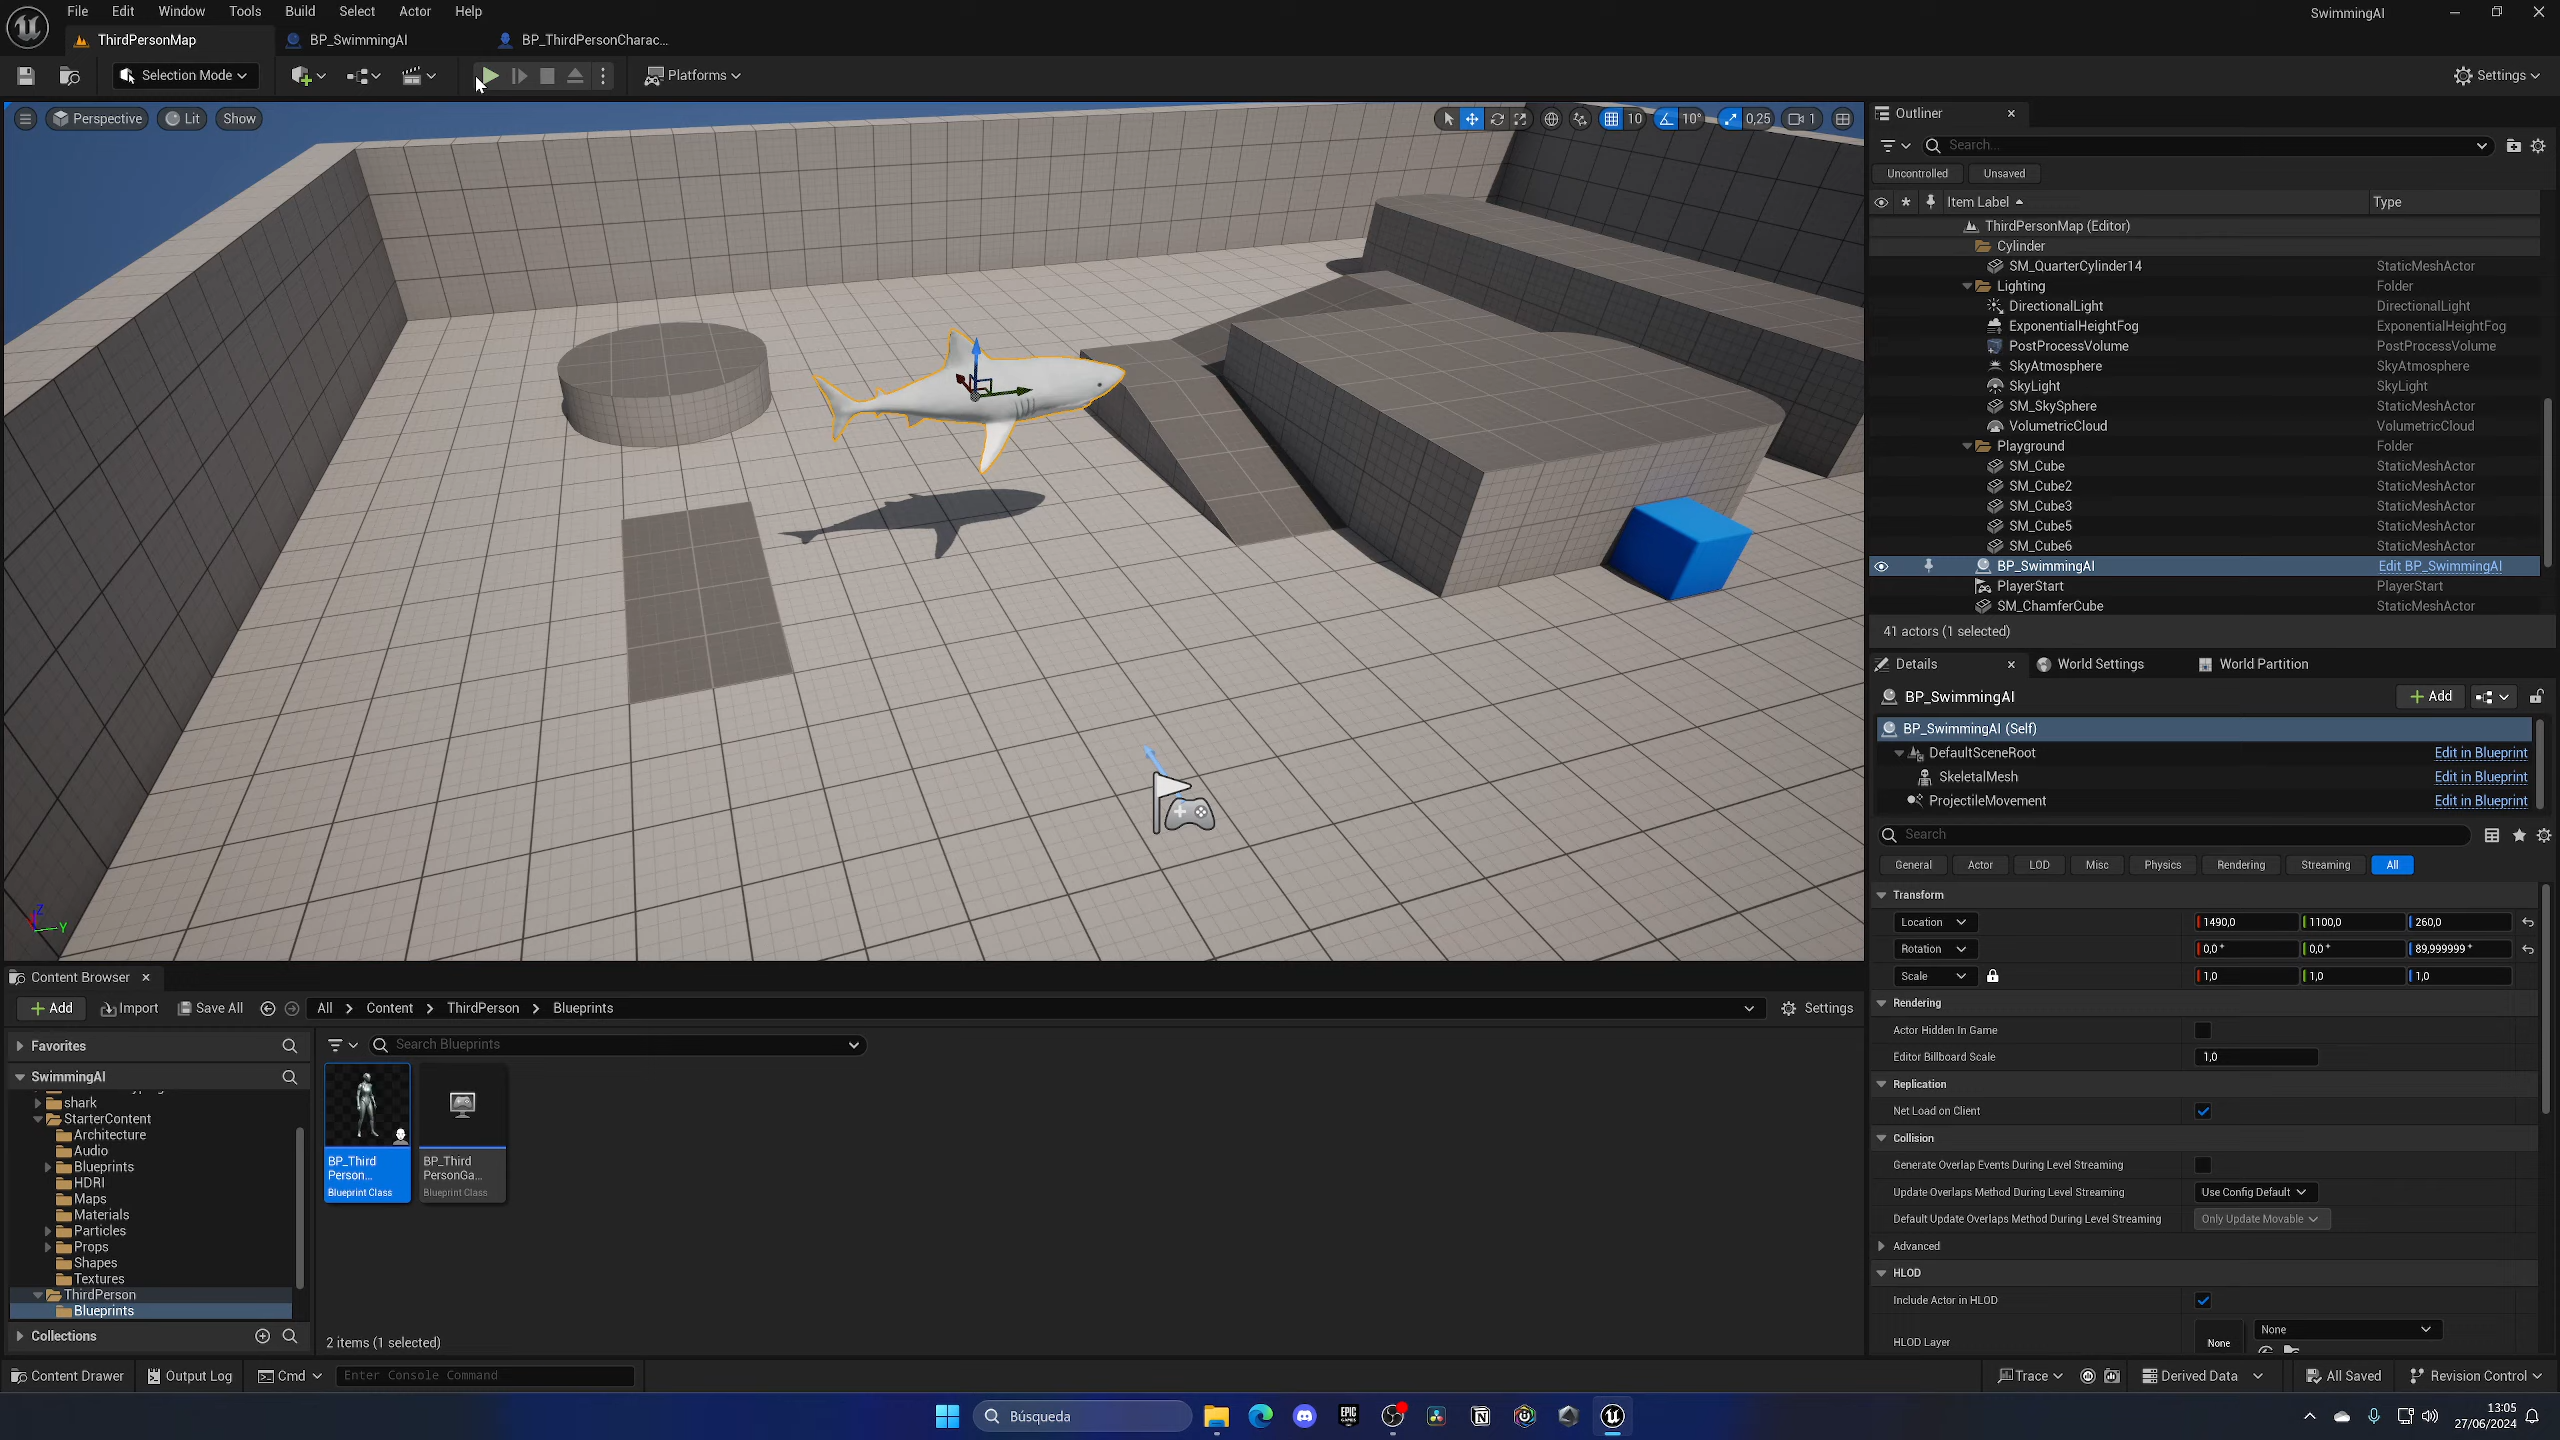 File Edit Window Tools Build Select Actor Help
SwimmingAI
ThirdPersonMap
BP_SwimmingAI
BP_ThirdPersonCharac...
Selection Mode
Platforms
Settings
Perspective
Lit
Show
10
10°
0,25
1
Outliner
Search...
Uncontrolled
Unsaved
Item Label
Type
ThirdPersonMap (Editor)
Cylinder
SM_QuarterCylinder14 StaticMeshActor
Lighting Folder
DirectionalLight DirectionalLight
ExponentialHeightFog ExponentialHeightFog
PostProcessVolume PostProcessVolume
SkyAtmosphere SkyAtmosphere
SkyLight SkyLight
SM_SkySphere StaticMeshActor
VolumetricCloud VolumetricCloud
Playground Folder
SM_Cube StaticMeshActor
SM_Cube2 StaticMeshActor
SM_Cube3 StaticMeshActor
SM_Cube5 StaticMeshActor
SM_Cube6 StaticMeshActor
BP_SwimmingAI Edit BP_SwimmingAI
PlayerStart PlayerStart
SM_ChamferCube StaticMeshActor
41 actors (1 selected)
Details
World Settings
World Partition
BP_SwimmingAI
Add
BP_SwimmingAI (Self)
DefaultSceneRoot Edit in Blueprint
SkeletalMesh Edit in Blueprint
ProjectileMovement Edit in Blueprint
Search
General Actor LOD Misc Physics Rendering Streaming All
Transform
Location 1490,0 1100,0 260,0
Rotation 0,0 ° 0,0 ° 89,999999 °
Scale 1,0 1,0 1,0
Rendering
Actor Hidden In Game
Editor Billboard Scale 1,0
Replication
Net Load on Client
Collision
Generate Overlap Events During Level Streaming
Update Overlaps Method During Level Streaming Use Config Default
Default Update Overlaps Method During Level Streaming Only Update Movable
Advanced
HLOD
Include Actor in HLOD
HLOD Layer None None
Z
Y
Content Browser
Add
Import
Save All
All > Content > ThirdPerson > Blueprints
Settings
Favorites
SwimmingAI
shark
StarterContent
Architecture
Audio
Blueprints
HDRI
Maps
Materials
Particles
Props
Shapes
Textures
ThirdPerson
Blueprints
Collections
Search Blueprints
BP_Third
Person...
Blueprint Class
BP_Third
PersonGa...
Blueprint Class
2 items (1 selected)
Content Drawer
Output Log
Cmd
Enter Console Command
Trace
Derived Data
All Saved
Revision Control
Búsqueda
EPIC
GAMES
13:05
27/06/2024